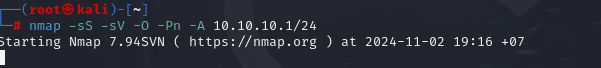 ┌──(root㉿kali)-[~]
└─# nmap -sS -sV -O -Pn -A 10.10.10.1/24
Starting Nmap 7.94SVN ( https://nmap.org ) at 2024-11-02 19:16 +07